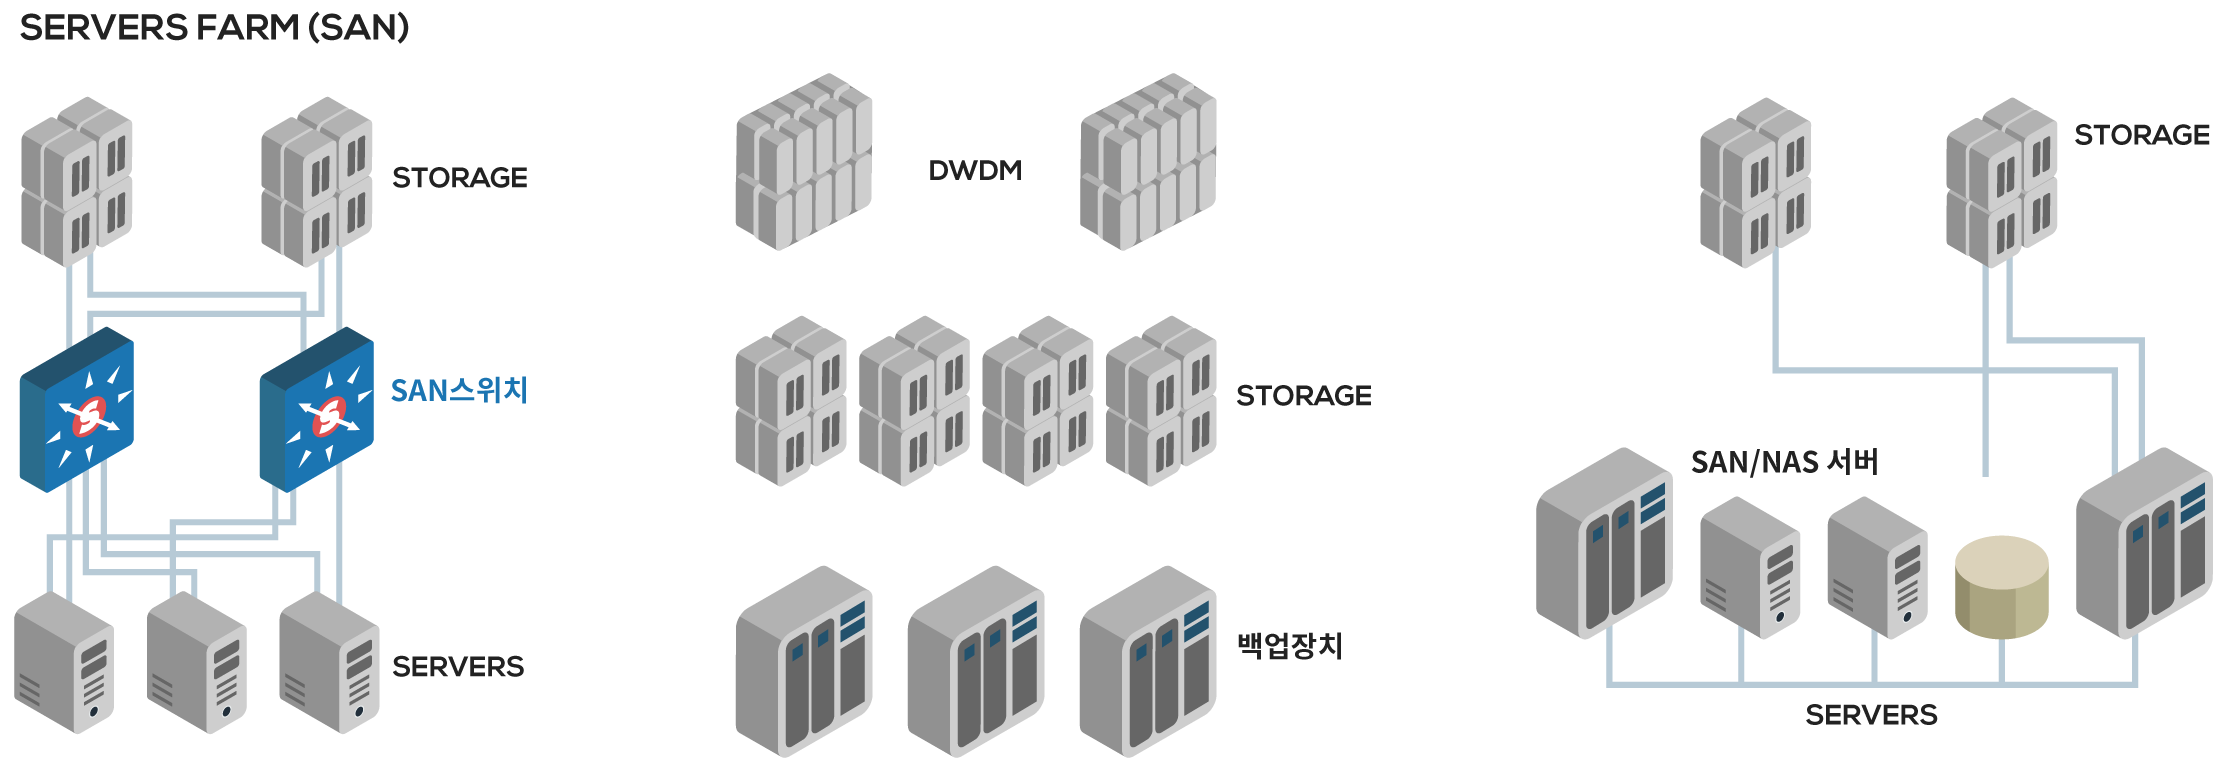 SERVERS FARM (SAN)
STORAGE
SAN스위치
SERVERS
DWDM
STORAGE
백업장치
STORAGE
SAN/NAS 서버
SERVERS